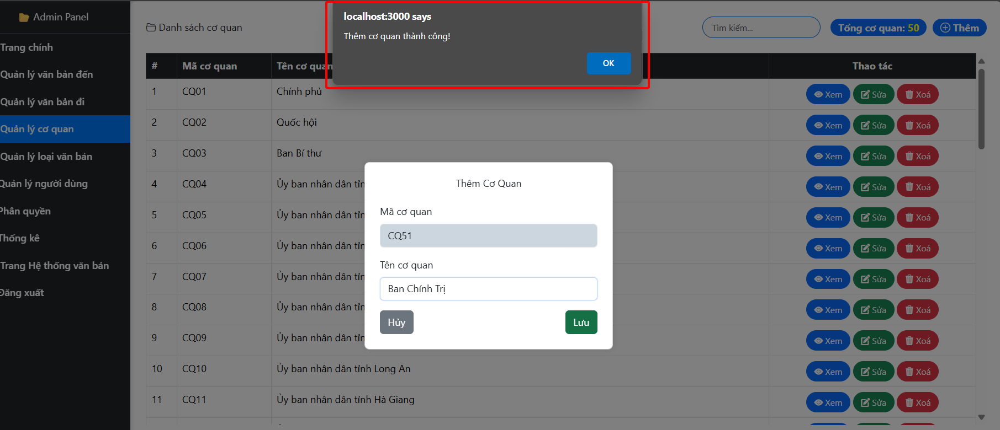 Admin Panel
Trang chính
Quản lý văn bản đến
Quản lý văn bản đi
Quản lý cơ quan
Quản lý loại văn bản
Quản lý người dùng
Phân quyền
Thống kê
Trang Hệ thống văn bản
Đăng xuất
Danh sách cơ quan
Tìm kiếm...
Tổng cơ quan: 50
Thêm
localhost:3000 says
Thêm cơ quan thành công!
OK
# Mã cơ quan Tên cơ quan Thao tác
1 CQ01 Chính phủ Xem Sửa Xoá
2 CQ02 Quốc hội Xem Sửa Xoá
3 CQ03 Ban Bí thư Xem Sửa Xoá
4 CQ04 Ủy ban nhân dân tỉn Xem Sửa Xoá
5 CQ05 Ủy ban nhân dân tỉn Xem Sửa Xoá
6 CQ06 Ủy ban nhân dân tỉn Xem Sửa Xoá
7 CQ07 Ủy ban nhân dân tỉn Xem Sửa Xoá
8 CQ08 Ủy ban nhân dân tỉn Xem Sửa Xoá
9 CQ09 Ủy ban nhân dân tỉn Xem Sửa Xoá
10 CQ10 Ủy ban nhân dân tỉnh Long An Xem Sửa Xoá
11 CQ11 Ủy ban nhân dân tỉnh Hà Giang Xem Sửa Xoá
Thêm Cơ Quan
Mã cơ quan
CQ51
Tên cơ quan
Ban Chính Trị
Hủy
Lưu